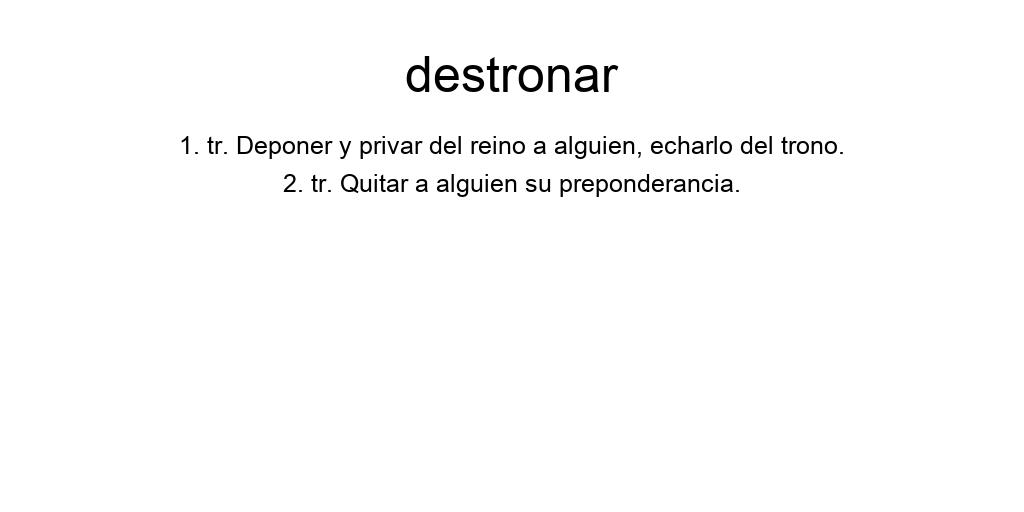 destronar
1. tr. Deponer y privar del reino a alguien, echarlo del trono.
2. tr. Quitar a alguien su preponderancia.